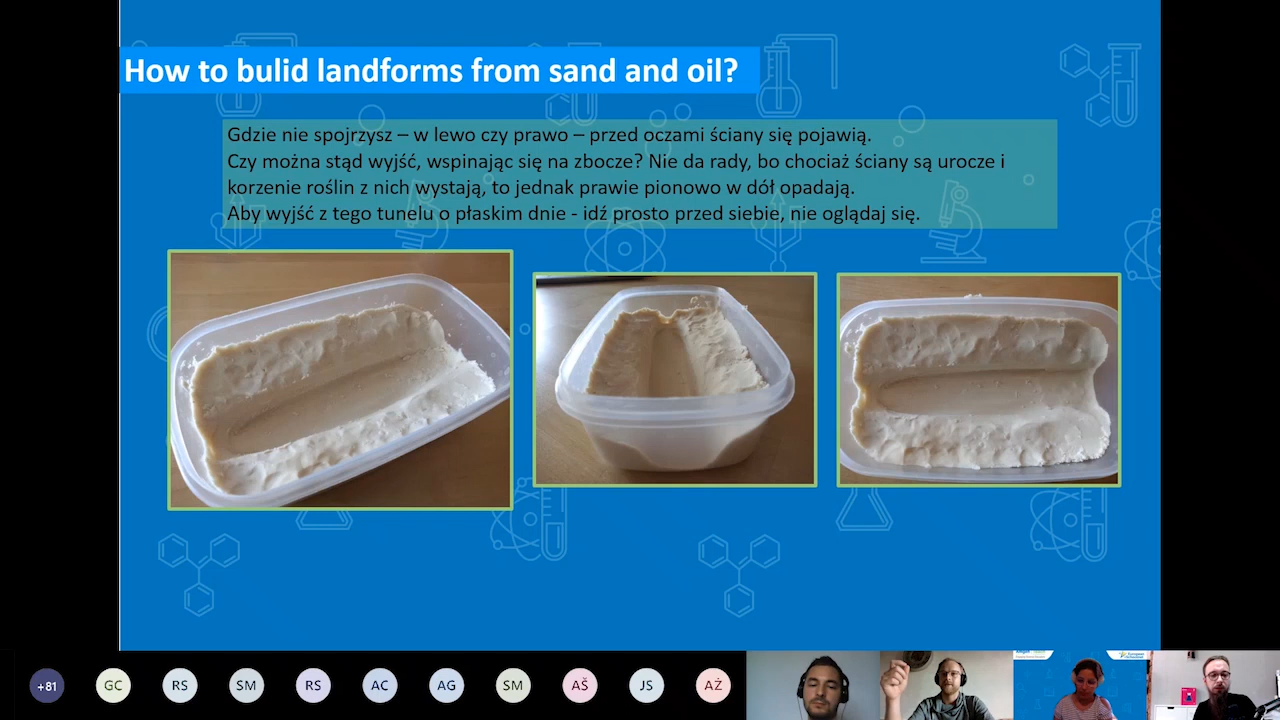 How to bulid landforms from sand and oil?
Gdzie nie spojrzysz – w lewo czy prawo – przed oczami ściany się pojawią.
Czy można stąd wyjść, wspinając się na zbocze? Nie da rady, bo chociaż ściany są urocze i
korzenie roślin z nich wystają, to jednak prawie pionowo w dół opadają.
Aby wyjść z tego tunelu o płaskim dnie - idź prosto przed siebie, nie oglądaj się.
+81 GC RS SM RS AC AG SM AŠ JS AŻ